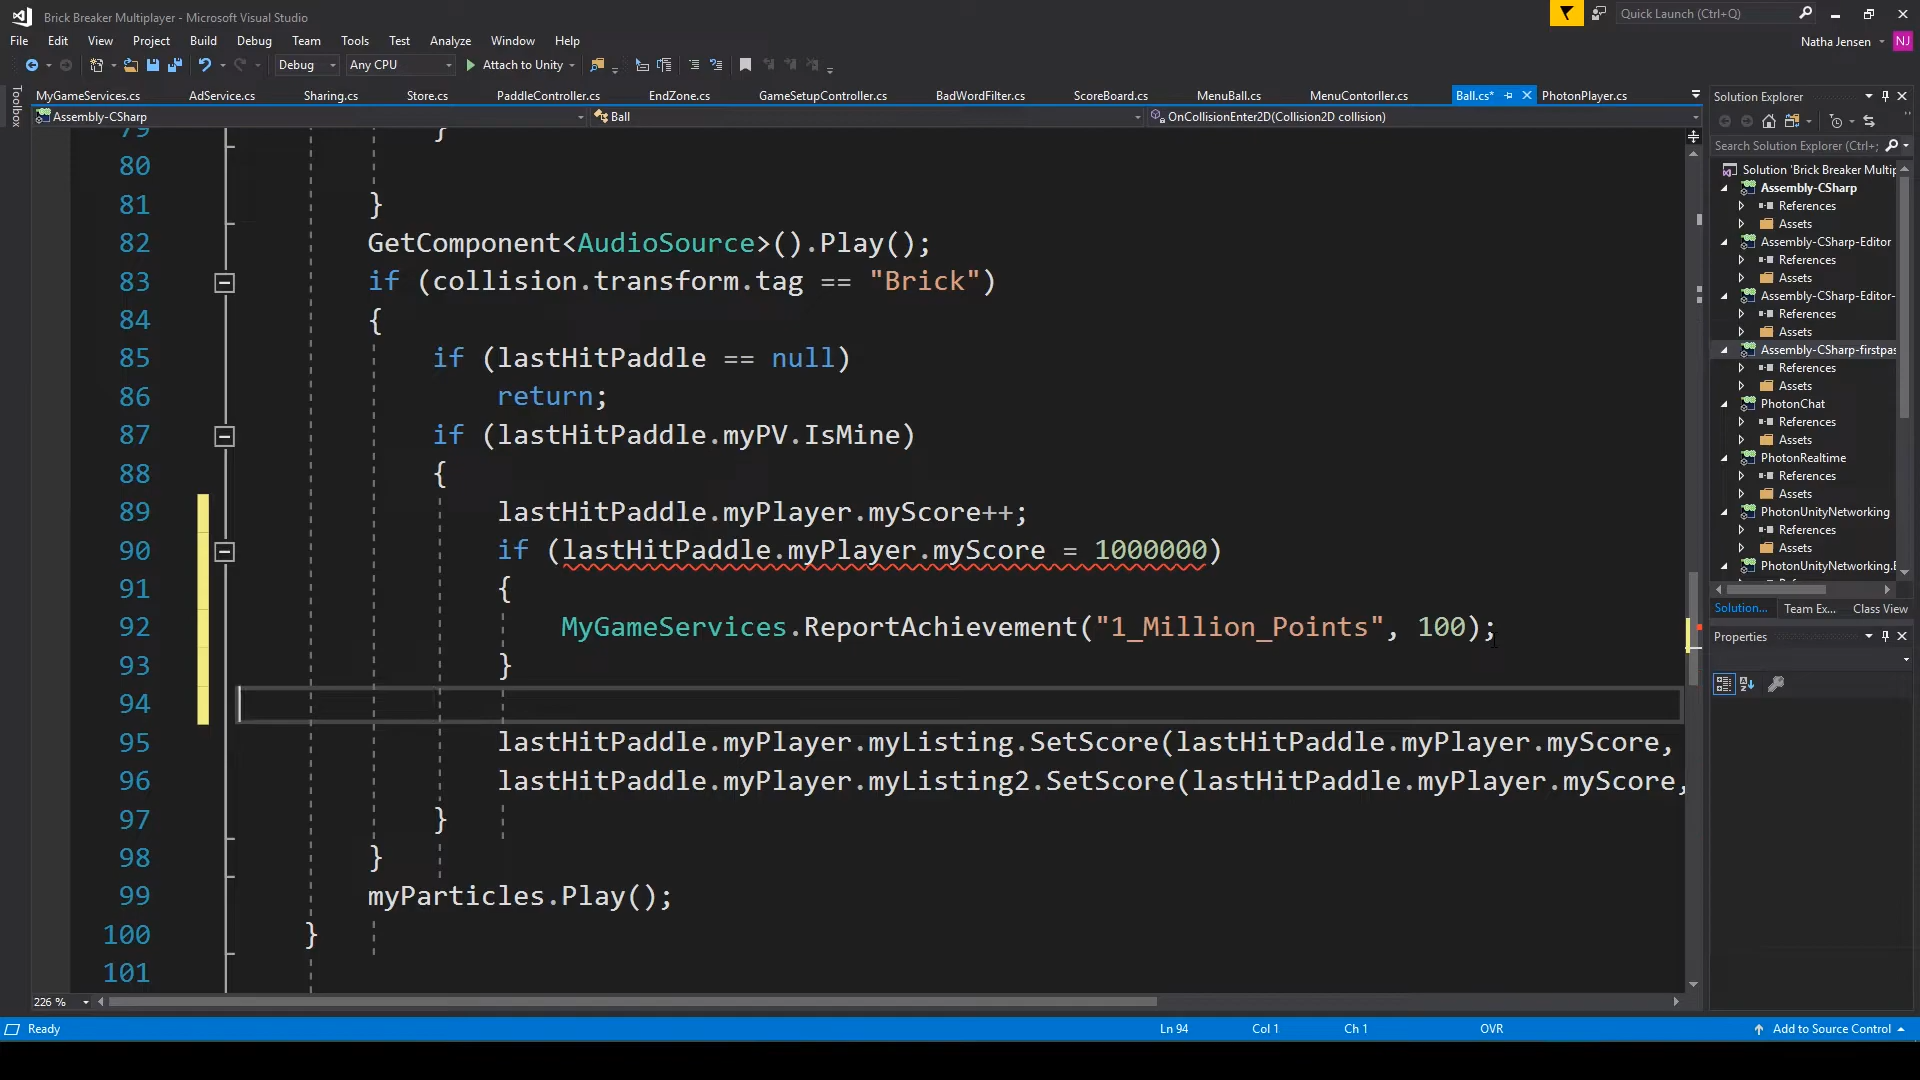 Brick Breaker Multiplayer - Microsoft Visual Studio
Quick Launch (Ctrl+Q)
File Edit View Project Build Debug Team Tools Test Analyze Window Help
Natha Jensen NJ
Debug Any CPU Attach to Unity
Toolbox
MyGameServices.cs AdService.cs Sharing.cs Store.cs PaddleController.cs EndZone.cs GameSetupController.cs BadWordFilter.cs ScoreBoard.cs MenuBall.cs MenuContorller.cs Ball.cs* PhotonPlayer.cs
Assembly-CSharp Ball OnCollisionEnter2D(Collision2D collision)
79 }
80
81 }
82 GetComponent<AudioSource>().Play();
83 if (collision.transform.tag == "Brick")
84 {
85 if (lastHitPaddle == null)
86 return;
87 if (lastHitPaddle.myPV.IsMine)
88 {
89 lastHitPaddle.myPlayer.myScore++;
90 if (lastHitPaddle.myPlayer.myScore = 1000000)
91 {
92 MyGameServices.ReportAchievement("1_Million_Points", 100);
93 }
94
95 lastHitPaddle.myPlayer.myListing.SetScore(lastHitPaddle.myPlayer.myScore,
96 lastHitPaddle.myPlayer.myListing2.SetScore(lastHitPaddle.myPlayer.myScore,
97 }
98 }
99 myParticles.Play();
100 }
101
226 %
Solution Explorer
Search Solution Explorer (Ctrl+;
Solution 'Brick Breaker Multip
Assembly-CSharp
References
Assets
Assembly-CSharp-Editor
References
Assets
Assembly-CSharp-Editor-
References
Assets
Assembly-CSharp-firstpas
References
Assets
PhotonChat
References
Assets
PhotonRealtime
References
Assets
PhotonUnityNetworking
References
Assets
PhotonUnityNetworking.E
Solution... Team Ex... Class View
Properties
Ready Ln 94 Col 1 Ch 1 OVR Add to Source Control